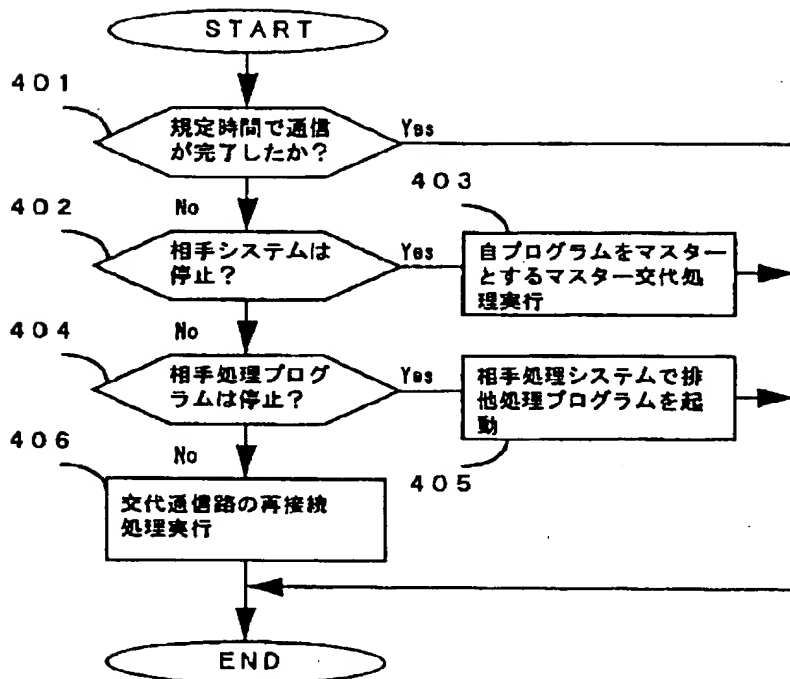 START
401
規定時間で通信
が完了したか？
Yes
No
402
相手システムは
停止？
Yes
403
自プログラムをマスター
とするマスター交代処
理実行
No
404
相手処理プログ
ラムは停止？
Yes
相手処理システムで排
他処理プログラムを起
動
405
No
406
交代通信路の再接続
処理実行
END